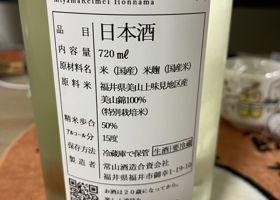 MiyamaReimei Honnama
品目 日本酒
内容量 720ml
原材料名 米(国産)米麹(国産米)
原料米 福井県美山上味見地区産
美山錦100%
(特別栽培米)
精米歩合 50%
アルコール分 15度
保存方法 冷蔵庫で保管 生酒 要冷蔵
製造者 常山酒造合資会社
福井県福井市御幸1-19-10
お酒は20歳になってから。